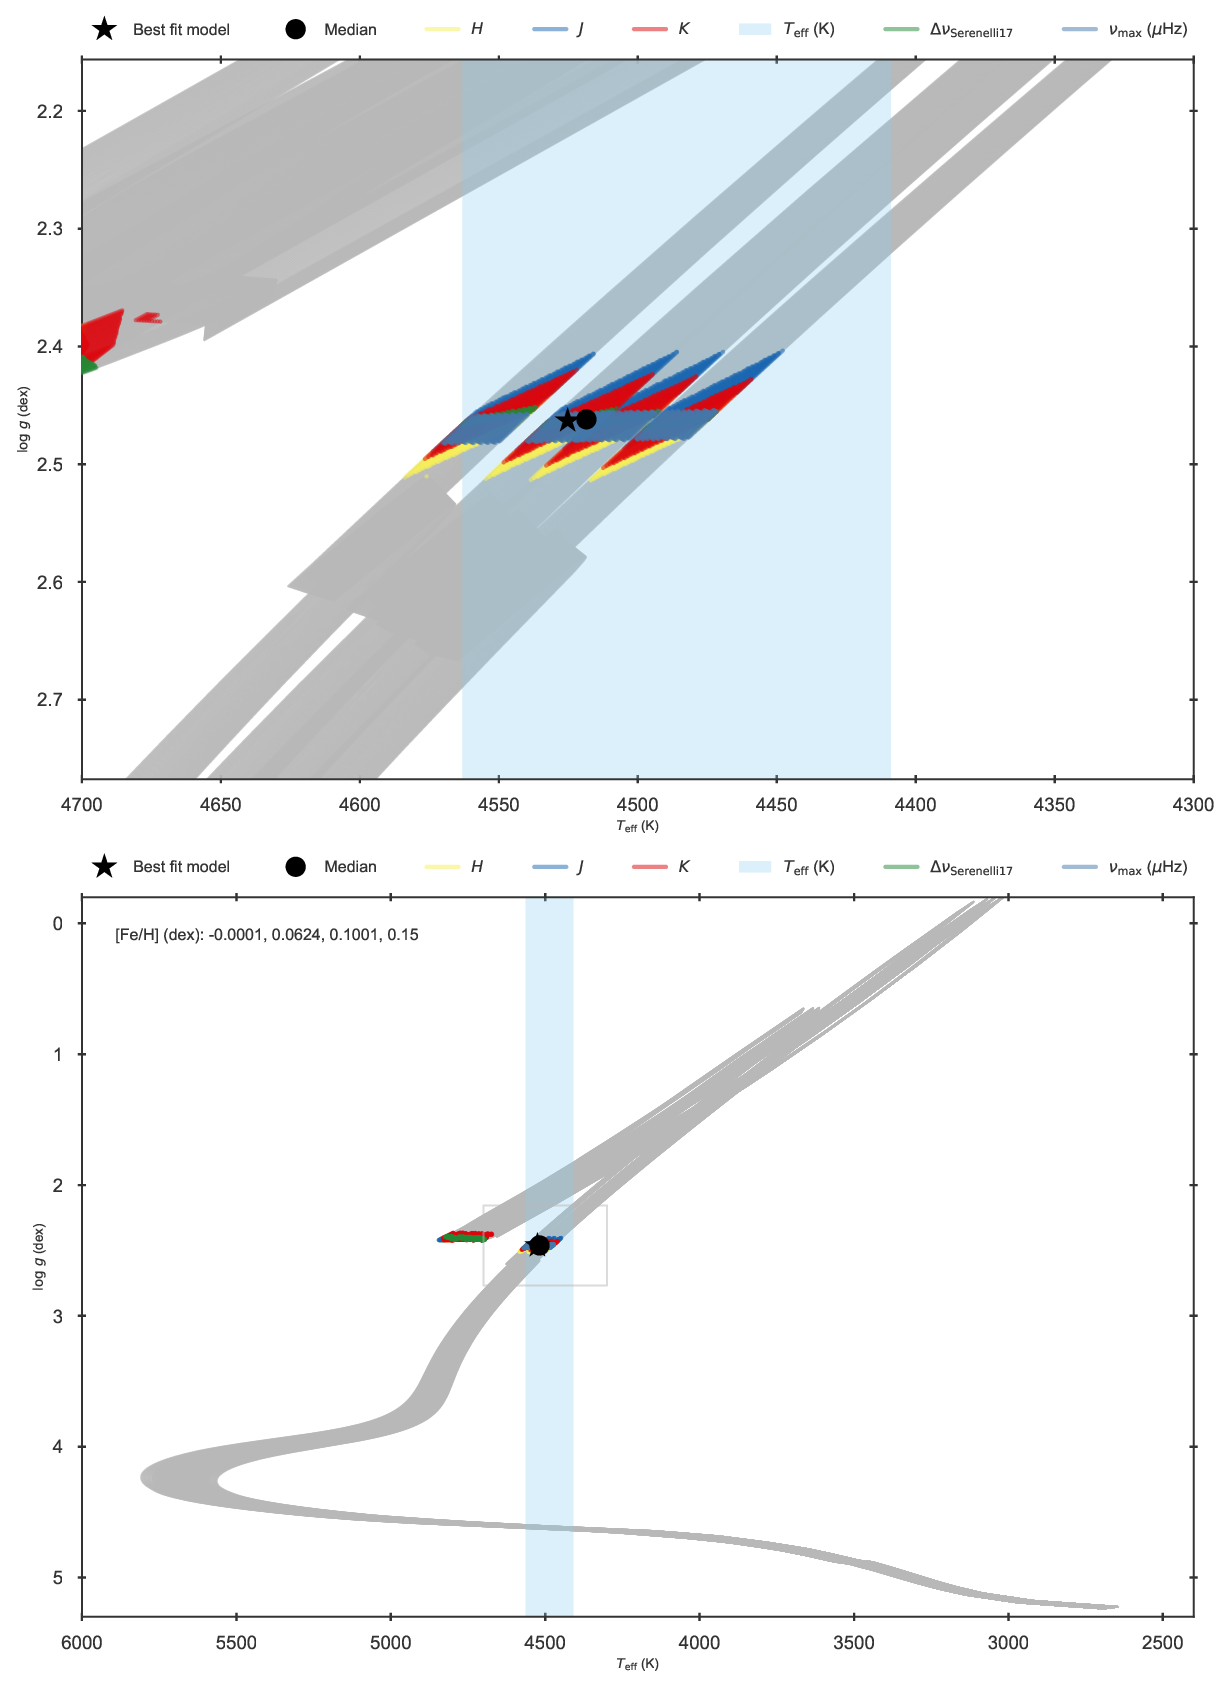 Best fit model Median H J K Teff (K) ΔνSerenelli17 νmax (μHz)
2.2
2.3
2.4
2.5
2.6
2.7
log g (dex)
4700 4650 4600 4550 4500 4450 4400 4350 4300
Teff (K)
Best fit model Median H J K Teff (K) ΔνSerenelli17 νmax (μHz)
[Fe/H] (dex): -0.0001, 0.0624, 0.1001, 0.15
0
1
2
3
4
5
log g (dex)
6000 5500 5000 4500 4000 3500 3000 2500
Teff (K)